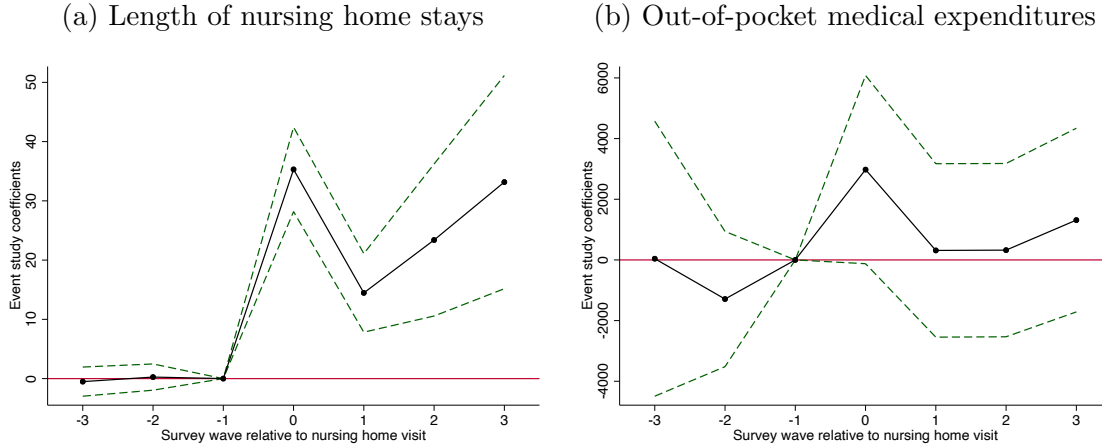 (a) Length of nursing home stays
Event study coefficients
50
40
30
20
10
0
-3 -2 -1 0 1 2 3
Survey wave relative to nursing home visit
(b) Out-of-pocket medical expenditures
Event study coefficients
6000
4000
2000
0
-2000
-4000
-3 -2 -1 0 1 2 3
Survey wave relative to nursing home visit